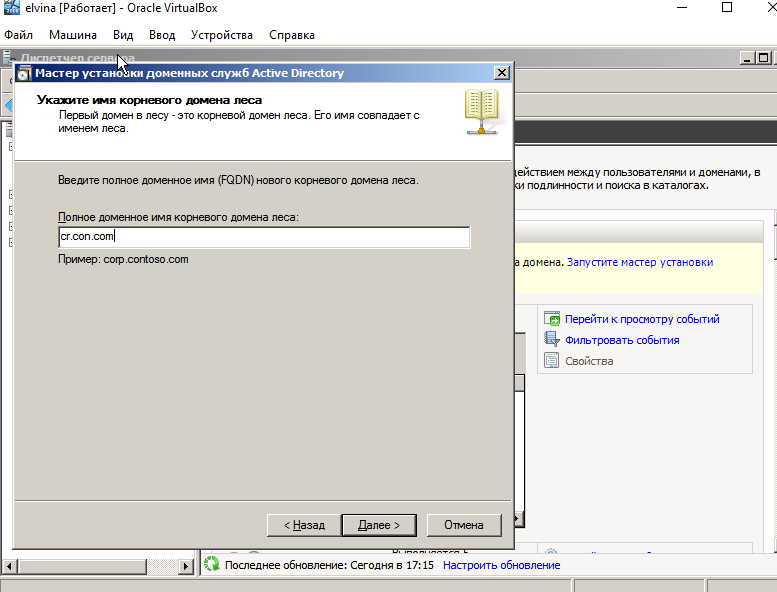 elvina [Работает] - Oracle VirtualBox
Файл Машина Вид Ввод Устройства Справка
Диспетчер сервера
Мастер установки доменных служб Active Directory
Укажите имя корневого домена леса
Первый домен в лесу - это корневой домен леса. Его имя совпадает с
именем леса.
Введите полное доменное имя (FQDN) нового корневого домена леса.
Полное доменное имя корневого домена леса:
cr.con.com
Пример: corp.contoso.com
< Назад Далее > Отмена
действием между пользователями и доменами, в
ки подлинности и поиска в каталогах.
а домена. Запустите мастер установки
Перейти к просмотру событий
Фильтровать события
Свойства
Последнее обновление: Сегодня в 17:15 Настроить обновление